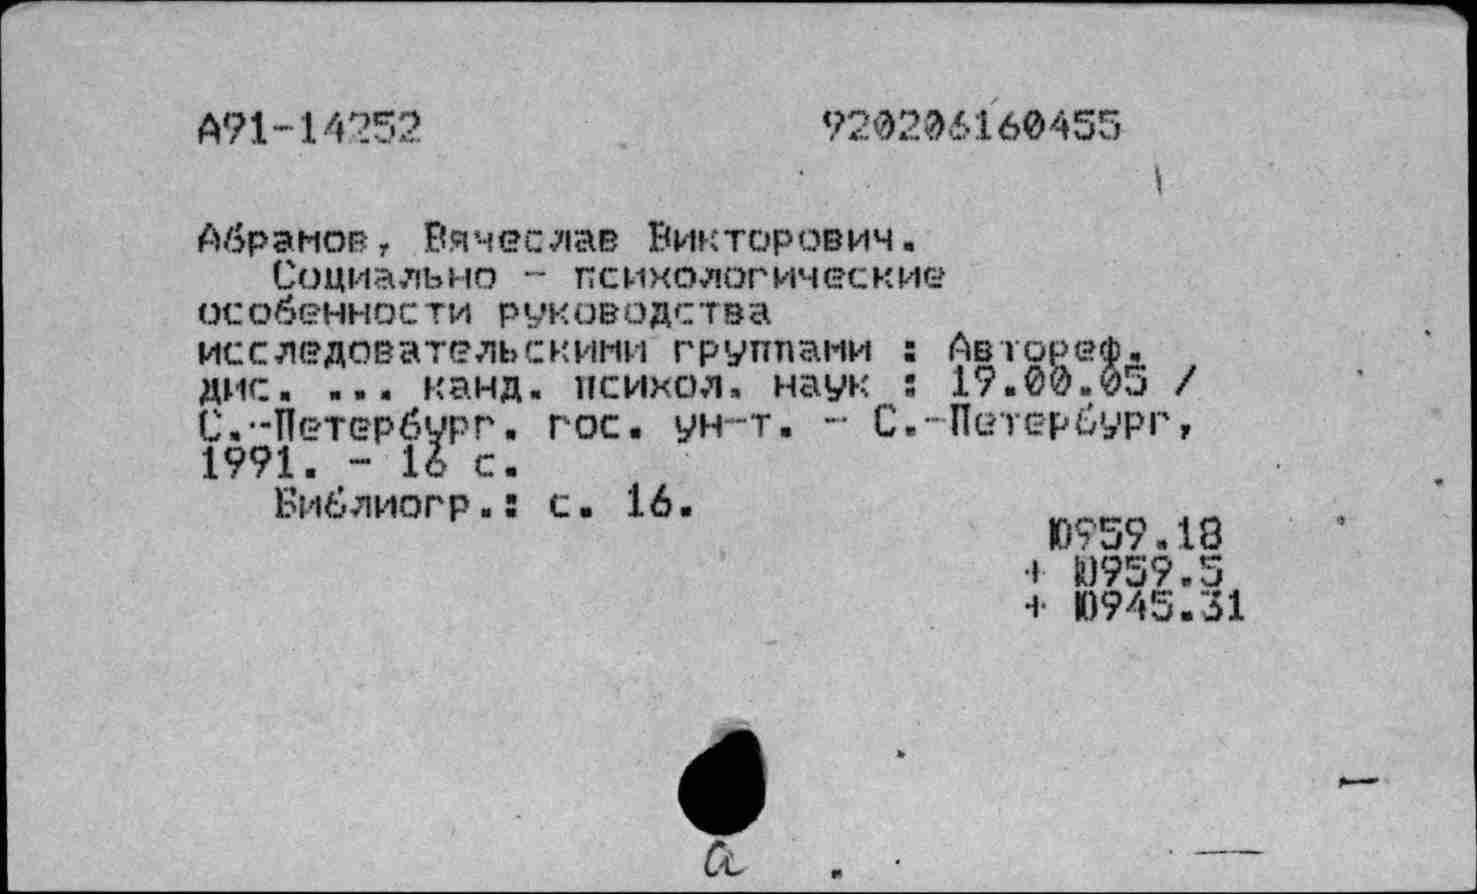 А91-14252 920206160455
Абрамов, Вячеслав Викторович.
Социально - психологические
особенности руководства
исследовательскими группами : Автореф.
дис. ... канд. психол. наук : 19.00.05 /
С.-Петербург. гос. ун-т. - С.-Петербург,
1991. - 16 с.
Библиогр.: с. 16.
Ю959.18
+ Ю959.5
+ Ю945.31
а